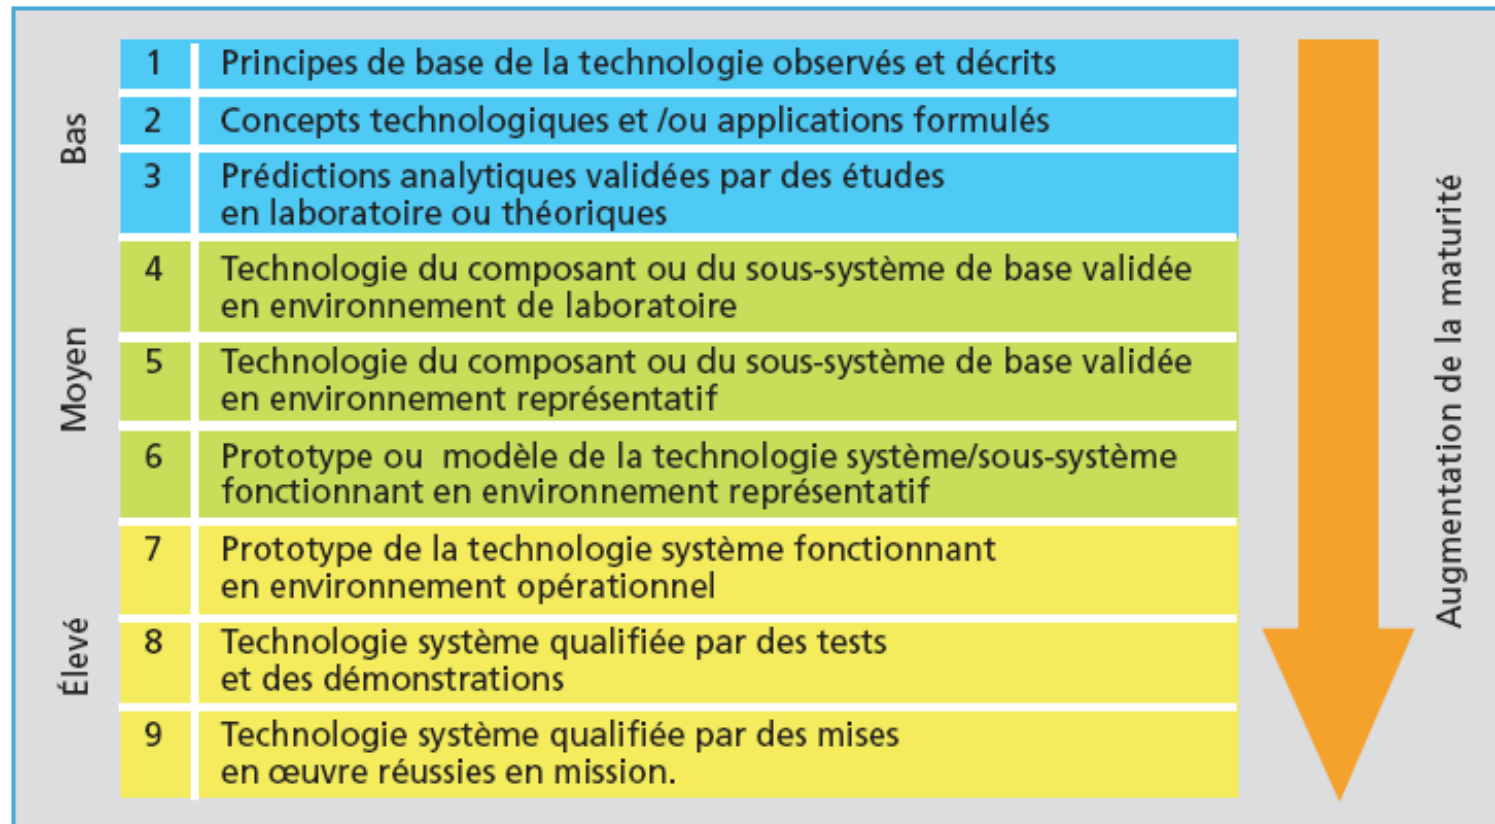 Bas
1 Principes de base de la technologie observés et décrits
2 Concepts technologiques et /ou applications formulés
3 Prédictions analytiques validées par des études
en laboratoire ou théoriques
Moyen
4 Technologie du composant ou du sous-système de base validée
en environnement de laboratoire
5 Technologie du composant ou du sous-système de base validée
en environnement représentatif
6 Prototype ou modèle de la technologie système/sous-système
fonctionnant en environnement représentatif
Élevé
7 Prototype de la technologie système fonctionnant
en environnement opérationnel
8 Technologie système qualifiée par des tests
et des démonstrations
9 Technologie système qualifiée par des mises
en œuvre réussies en mission.
Augmentation de la maturité